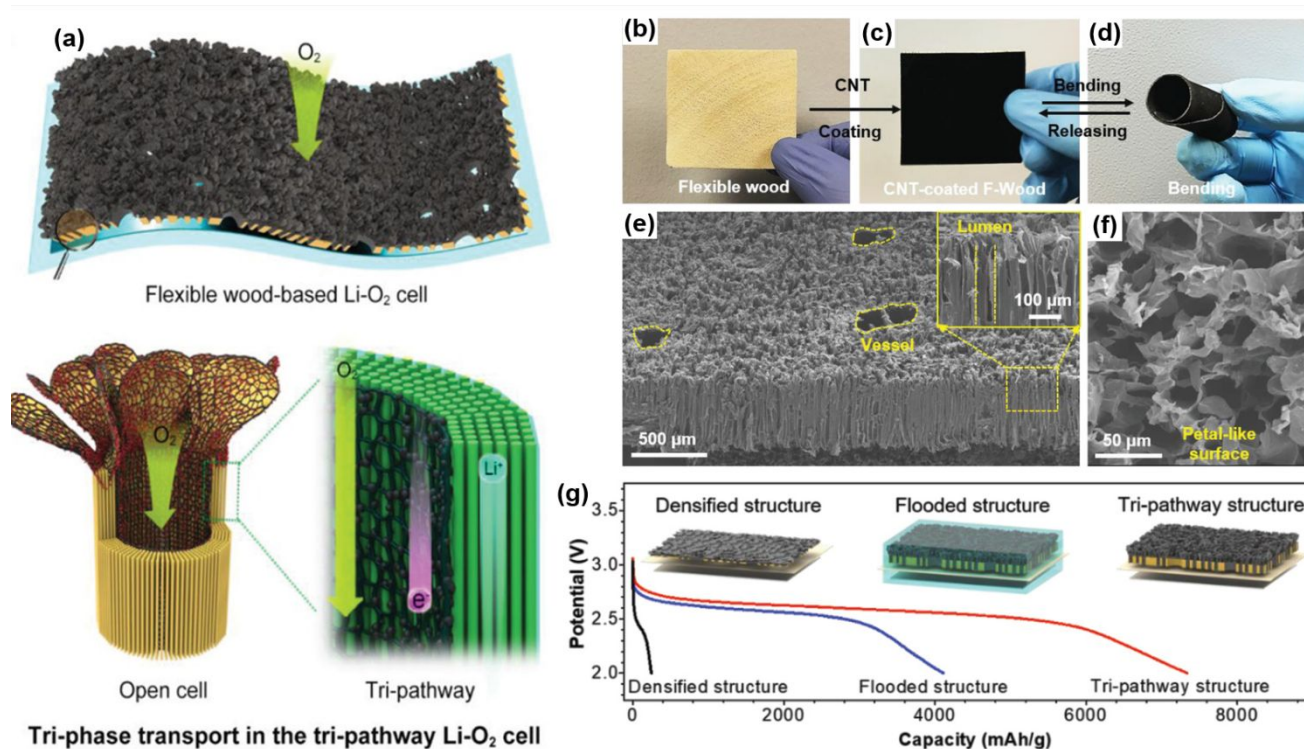 (a)
O₂
Flexible wood-based Li-O₂ cell
O₂
O₂
Li⁺
e⁻
Open cell
Tri-pathway
Tri-phase transport in the tri-pathway Li-O₂ cell
(b)
Flexible wood
CNT
Coating
(c)
CNT-coated F-Wood
Bending
Releasing
(d)
Bending
(e)
Vessel
500 µm
Lumen
100 µm
(f)
Petal-like
surface
50 µm
(g)
Densified structure
Flooded structure
Tri-pathway structure
Potential (V)
3.5
3.0
2.5
2.0
Densified structure
Flooded structure
Tri-pathway structure
0
2000
4000
6000
8000
Capacity (mAh/g)